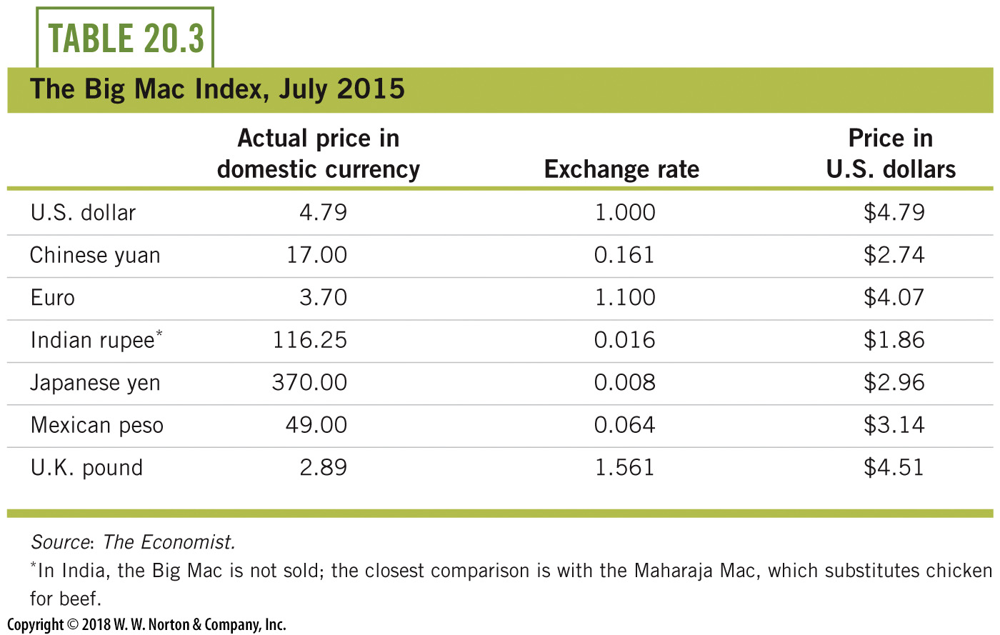 TABLE 20.3
The Big Mac Index, July 2015
Actual price in domestic currency Exchange rate Price in U.S. dollars
U.S. dollar 4.79 1.000 $4.79
Chinese yuan 17.00 0.161 $2.74
Euro 3.70 1.100 $4.07
Indian rupee* 116.25 0.016 $1.86
Japanese yen 370.00 0.008 $2.96
Mexican peso 49.00 0.064 $3.14
U.K. pound 2.89 1.561 $4.51
Source: The Economist.
*In India, the Big Mac is not sold; the closest comparison is with the Maharaja Mac, which substitutes chicken
for beef.
Copyright © 2018 W. W. Norton & Company, Inc.